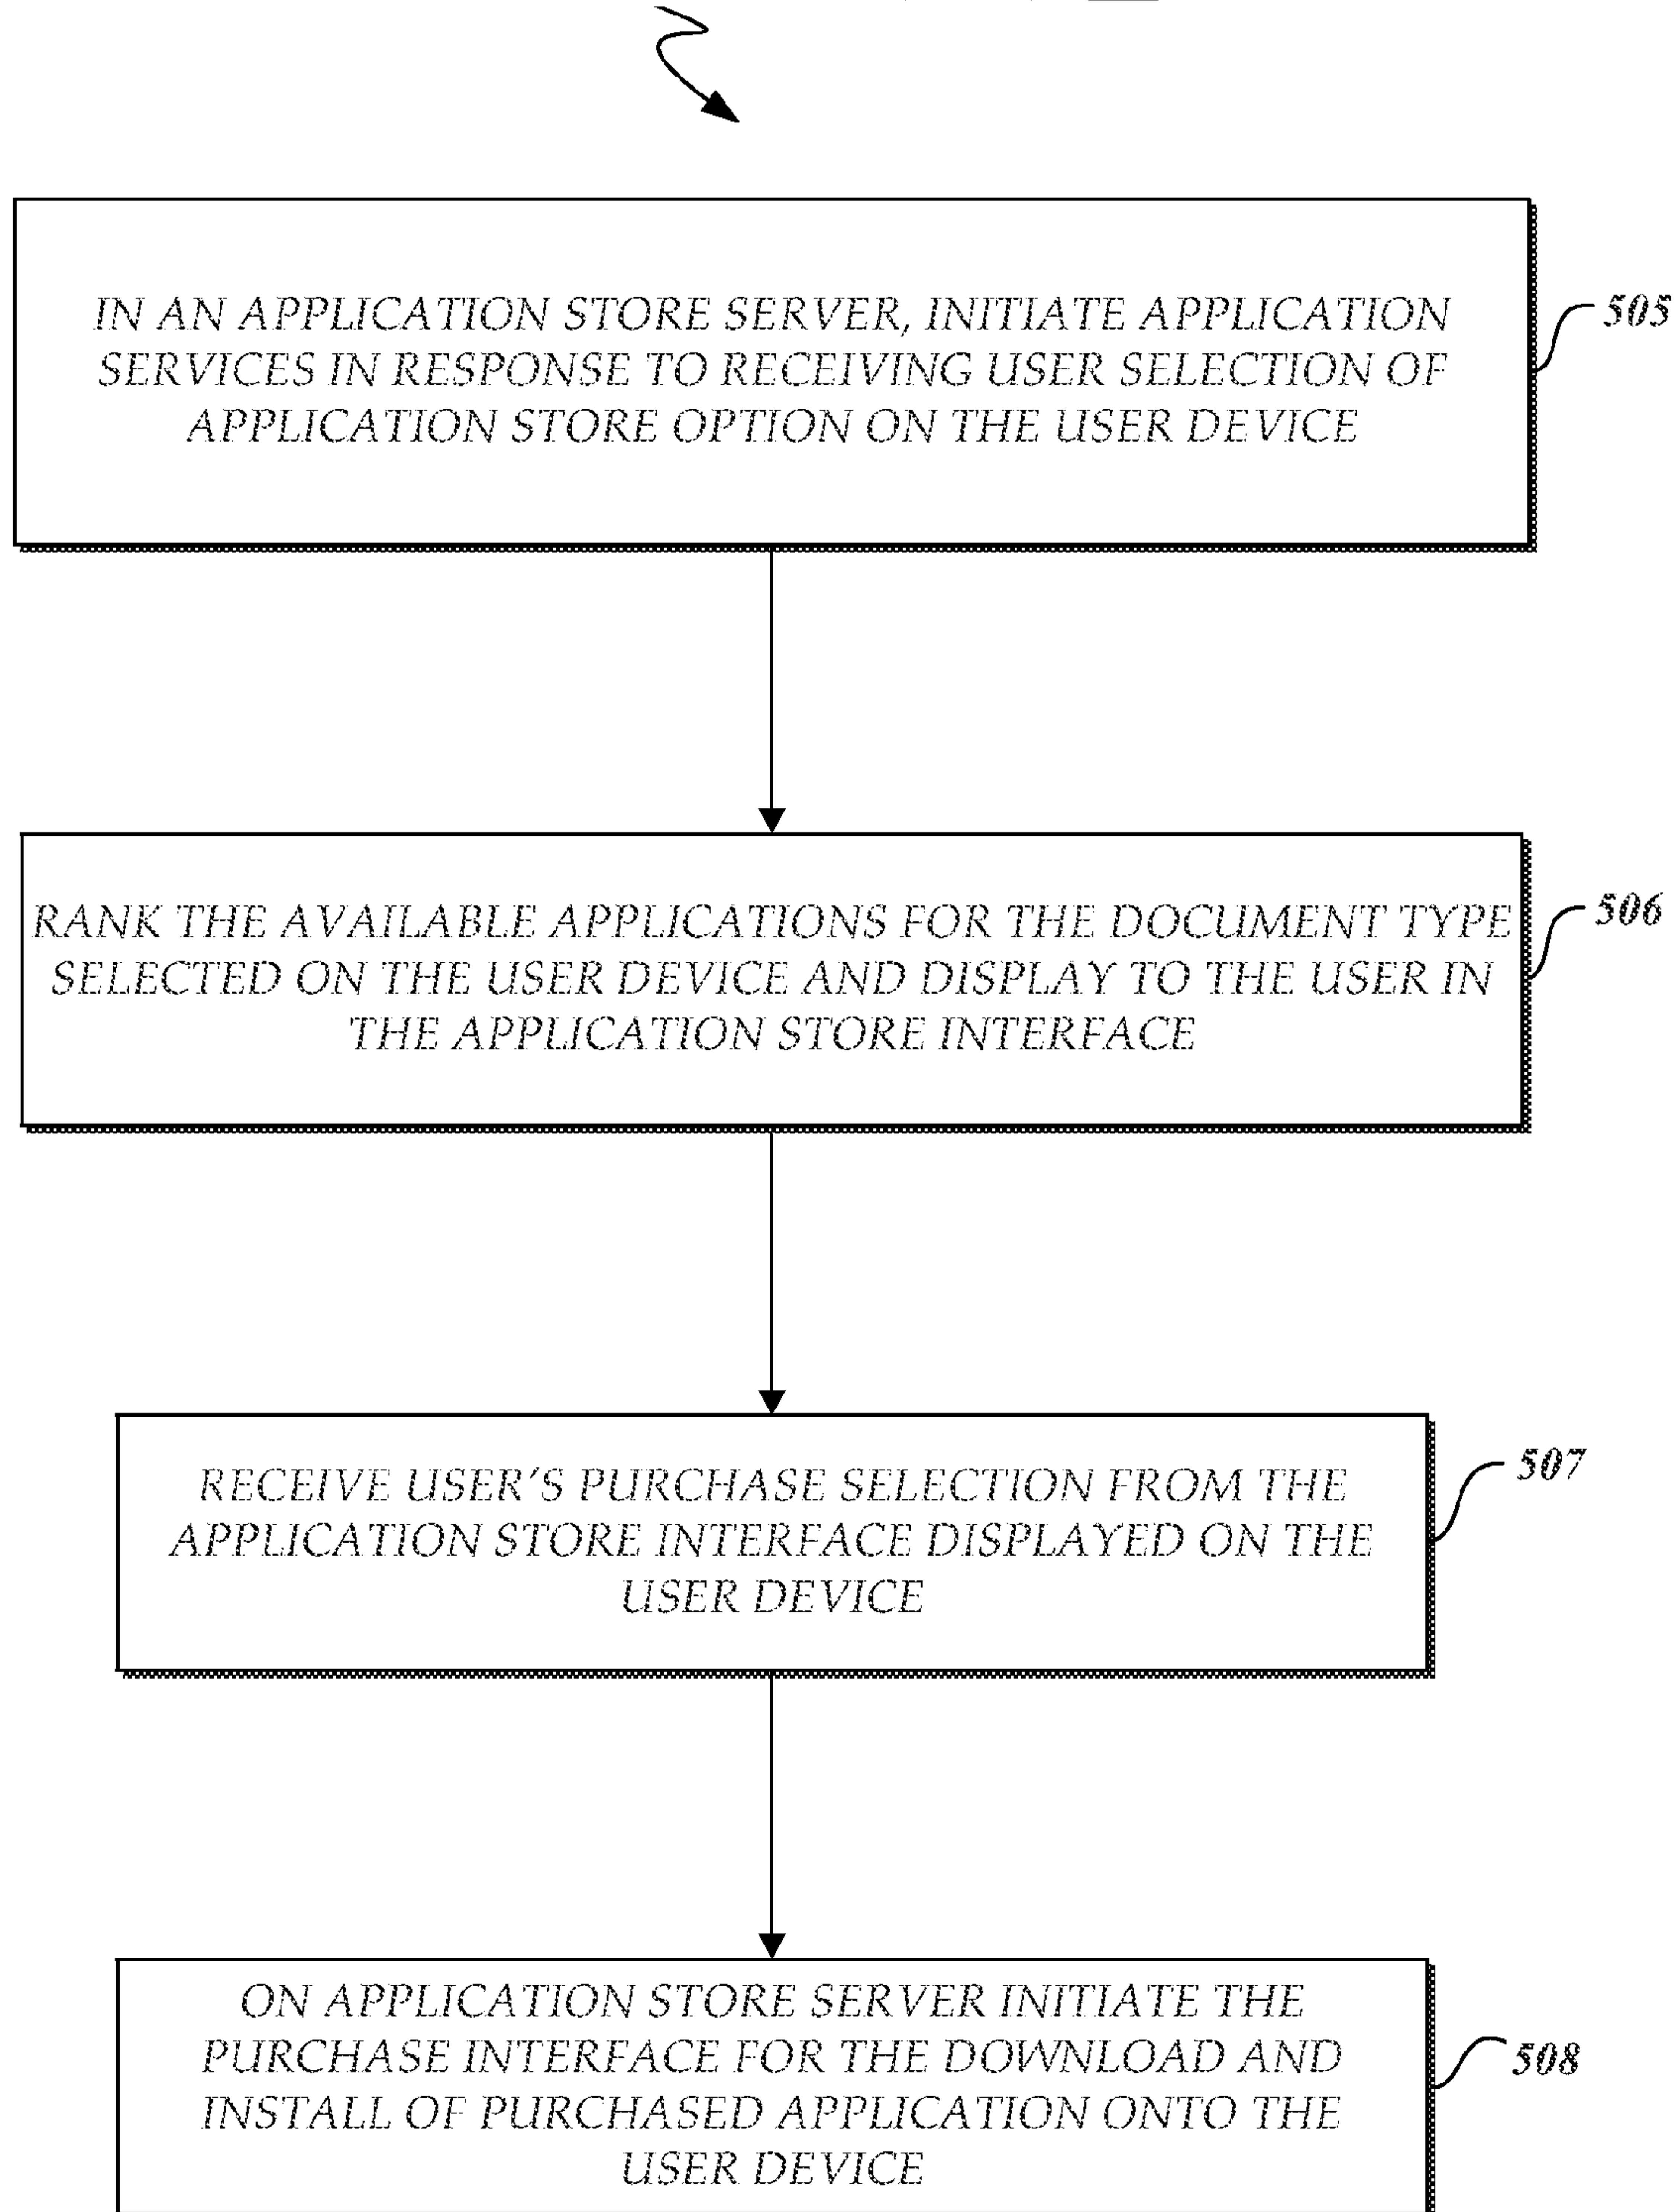 IN AN APPLICATION STORE SERVER, INITIATE APPLICATION
SERVICES IN RESPONSE TO RECEIVING USER SELECTION OF
APPLICATION STORE OPTION ON THE USER DEVICE
505
RANK THE AVAILABLE APPLICATIONS FOR THE DOCUMENT TYPE
SELECTED ON THE USER DEVICE AND DISPLAY TO THE USER IN
THE APPLICATION STORE INTERFACE
506
RECEIVE USER'S PURCHASE SELECTION FROM THE
APPLICATION STORE INTERFACE DISPLAYED ON THE
USER DEVICE
507
ON APPLICATION STORE SERVER INITIATE THE
PURCHASE INTERFACE FOR THE DOWNLOAD AND
INSTALL OF PURCHASED APPLICATION ONTO THE
USER DEVICE
508